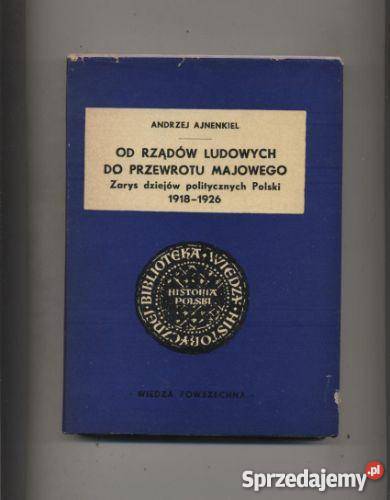 ANDRZEJ AJNENKIEL
OD RZĄDÓW LUDOWYCH
DO PRZEWROTU MAJOWEGO
Zarys dziejów politycznych Polski
1918-1926
BIBLIOTEKA • WIEDZY • HISTORYCZNEJ •
HISTORIA
POLSKI
- WIEDZA POWSZECHNA -
Sprzedajemy.pl